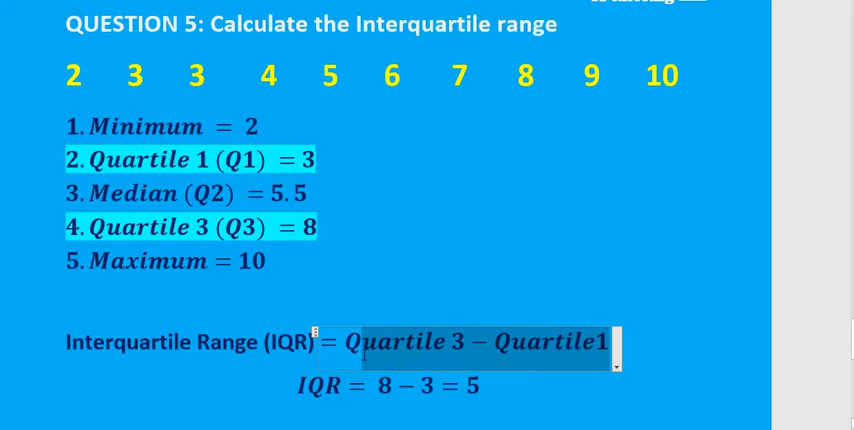 QUESTION 5: Calculate the Interquartile range
2 3 3 4 5 6 7 8 9 10
1. Minimum = 2
2. Quartile 1 (Q1) = 3
3. Median (Q2) = 5.5
4. Quartile 3 (Q3) = 8
5. Maximum = 10
Interquartile Range (IQR) = Quartile 3 − Quartile1
IQR = 8 − 3 = 5